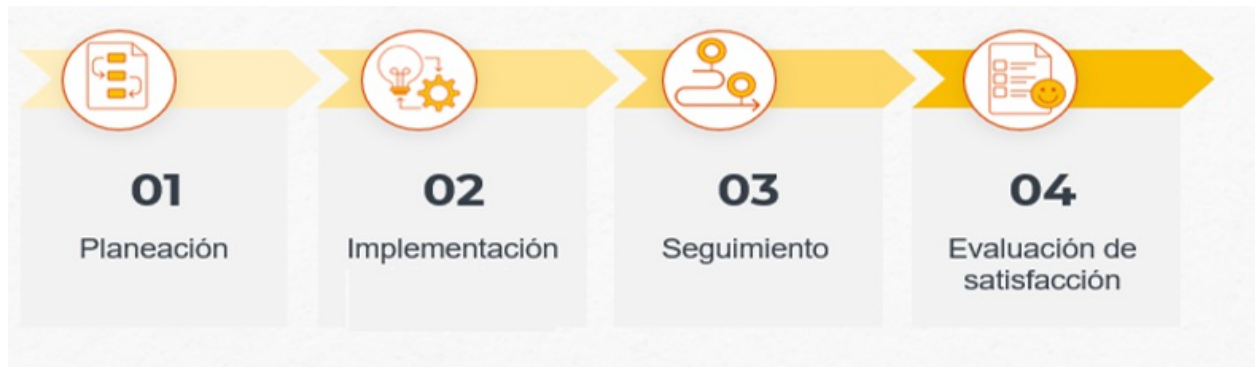 01
Planeación
02
Implementación
03
Seguimiento
04
Evaluación de
satisfacción